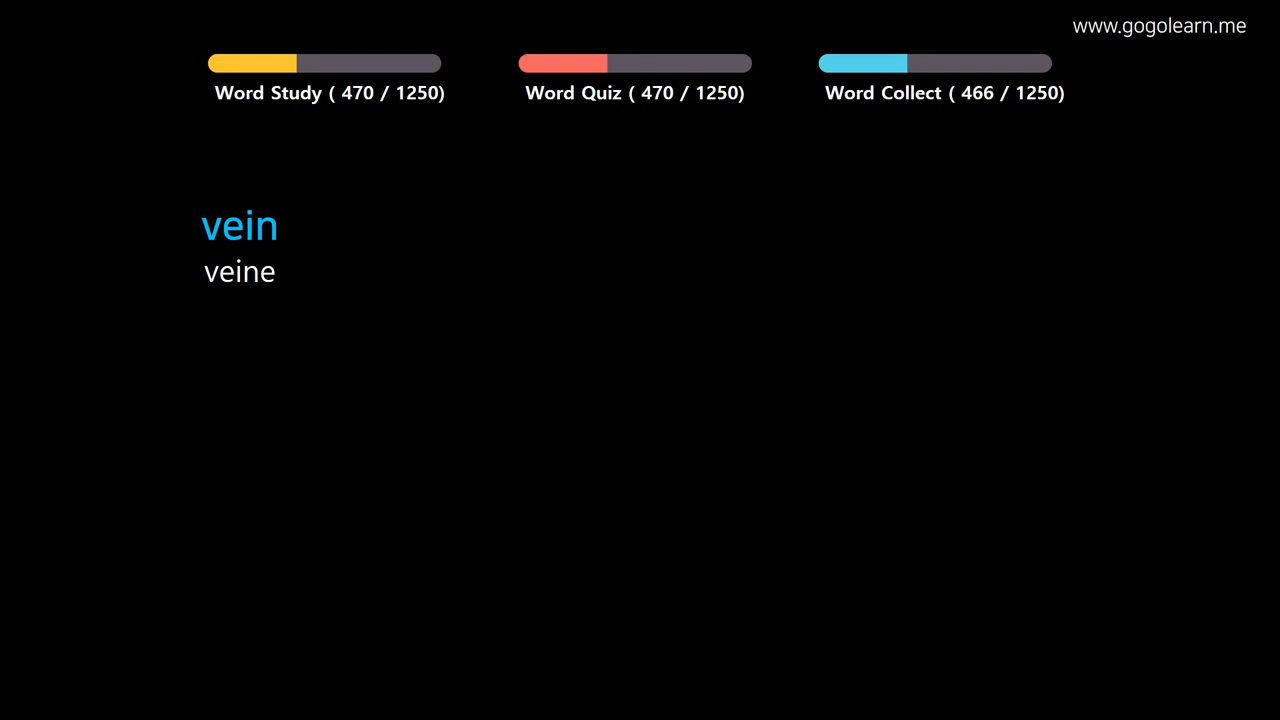 www.gogolearn.me
Word Study ( 470 / 1250)
Word Quiz ( 470 / 1250)
Word Collect ( 466 / 1250)
vein
veine